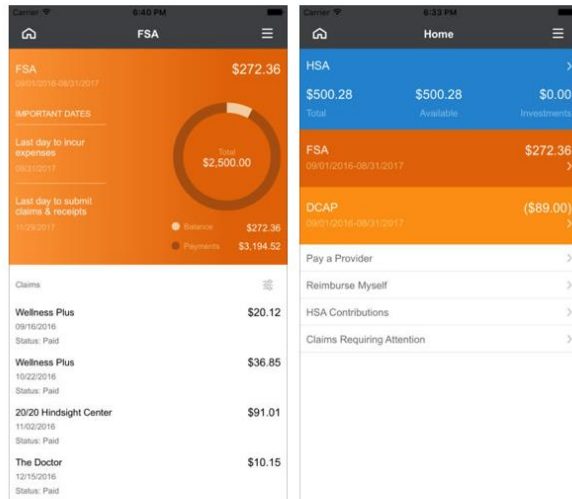 Carrier 6:40 PM
FSA
FSA $272.36
09/01/2016-08/31/2017
IMPORTANT DATES
Last day to incur
expenses
08/31/2017
Last day to submit
claims & receipts
11/29/2017
Total
$2,500.00
Balance $272.36
Payments $3,194.52
Claims
Wellness Plus $20.12
09/16/2016
Status: Paid
Wellness Plus $36.85
10/22/2016
Status: Paid
20/20 Hindsight Center $91.01
11/02/2016
Status: Paid
The Doctor $10.15
12/15/2016
Status: Paid
Carrier 6:33 PM
Home
HSA
$500.28 $500.28 $0.00
Total Available Investments
FSA $272.36
09/01/2016-08/31/2017
DCAP ($89.00)
09/01/2016-08/31/2017
Pay a Provider
Reimburse Myself
HSA Contributions
Claims Requiring Attention